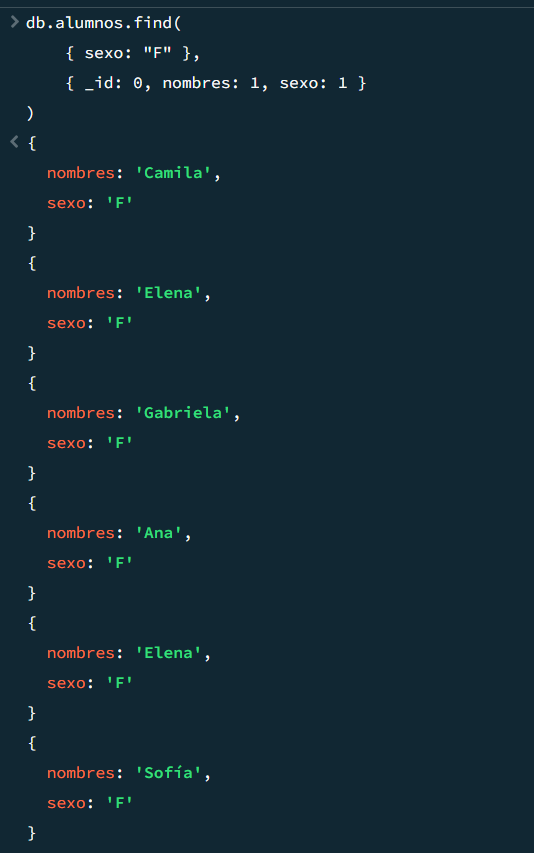 > db.alumnos.find(
{ sexo: "F" },
{ _id: 0, nombres: 1, sexo: 1 }
)
< {
nombres: 'Camila',
sexo: 'F'
}
{
nombres: 'Elena',
sexo: 'F'
}
{
nombres: 'Gabriela',
sexo: 'F'
}
{
nombres: 'Ana',
sexo: 'F'
}
{
nombres: 'Elena',
sexo: 'F'
}
{
nombres: 'Sofía',
sexo: 'F'
}